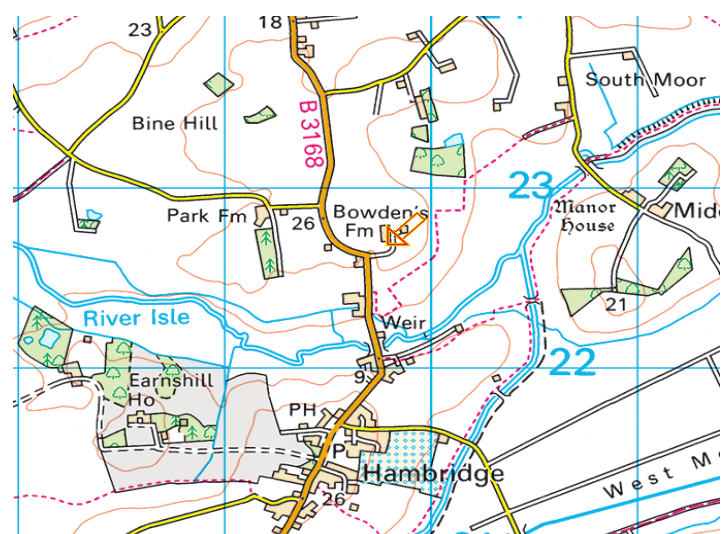 18
23
South Moor
B 3168
Bine Hill
23
Park Fm
26
Bowden's
Fm
Manor
House
Mid
21
River Isle
Weir
22
9
Earnshill
Ho
PH
P
Hambridge
26
West M